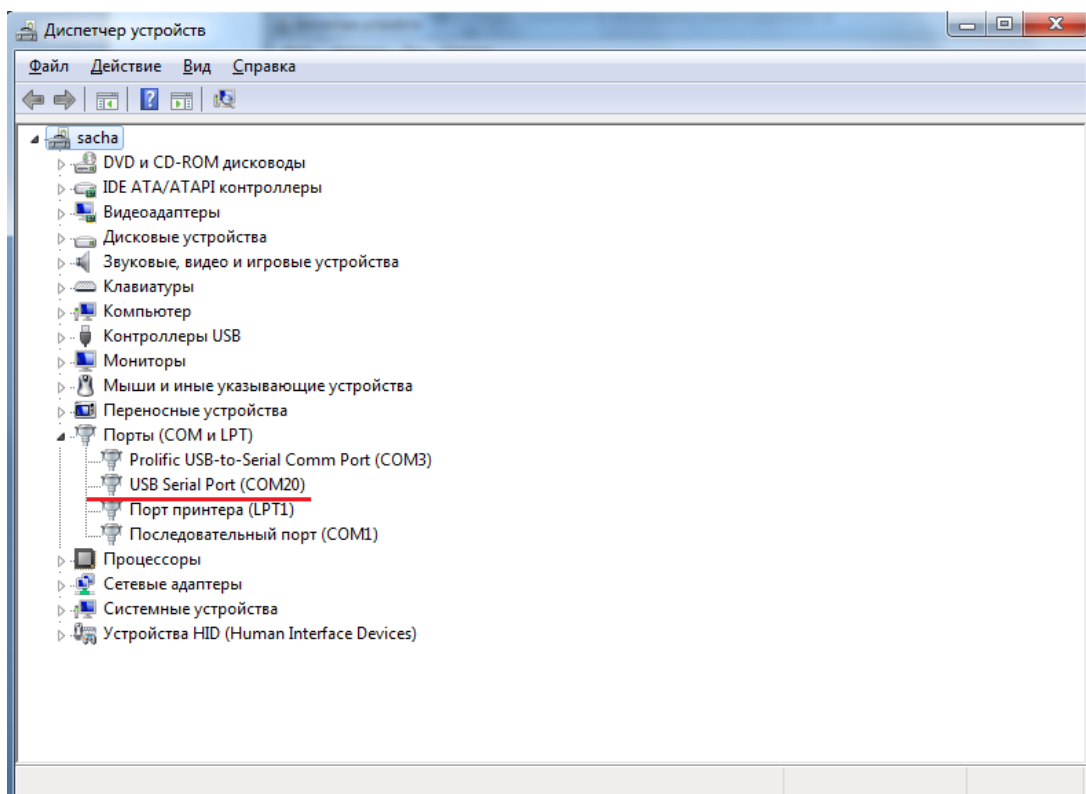 Диспетчер устройств
Файл Действие Вид Справка
sacha
DVD и CD-ROM дисководы
IDE ATA/ATAPI контроллеры
Видеоадаптеры
Дисковые устройства
Звуковые, видео и игровые устройства
Клавиатуры
Компьютер
Контроллеры USB
Мониторы
Мыши и иные указывающие устройства
Переносные устройства
Порты (COM и LPT)
Prolific USB-to-Serial Comm Port (COM3)
USB Serial Port (COM20)
Порт принтера (LPT1)
Последовательный порт (COM1)
Процессоры
Сетевые адаптеры
Системные устройства
Устройства HID (Human Interface Devices)